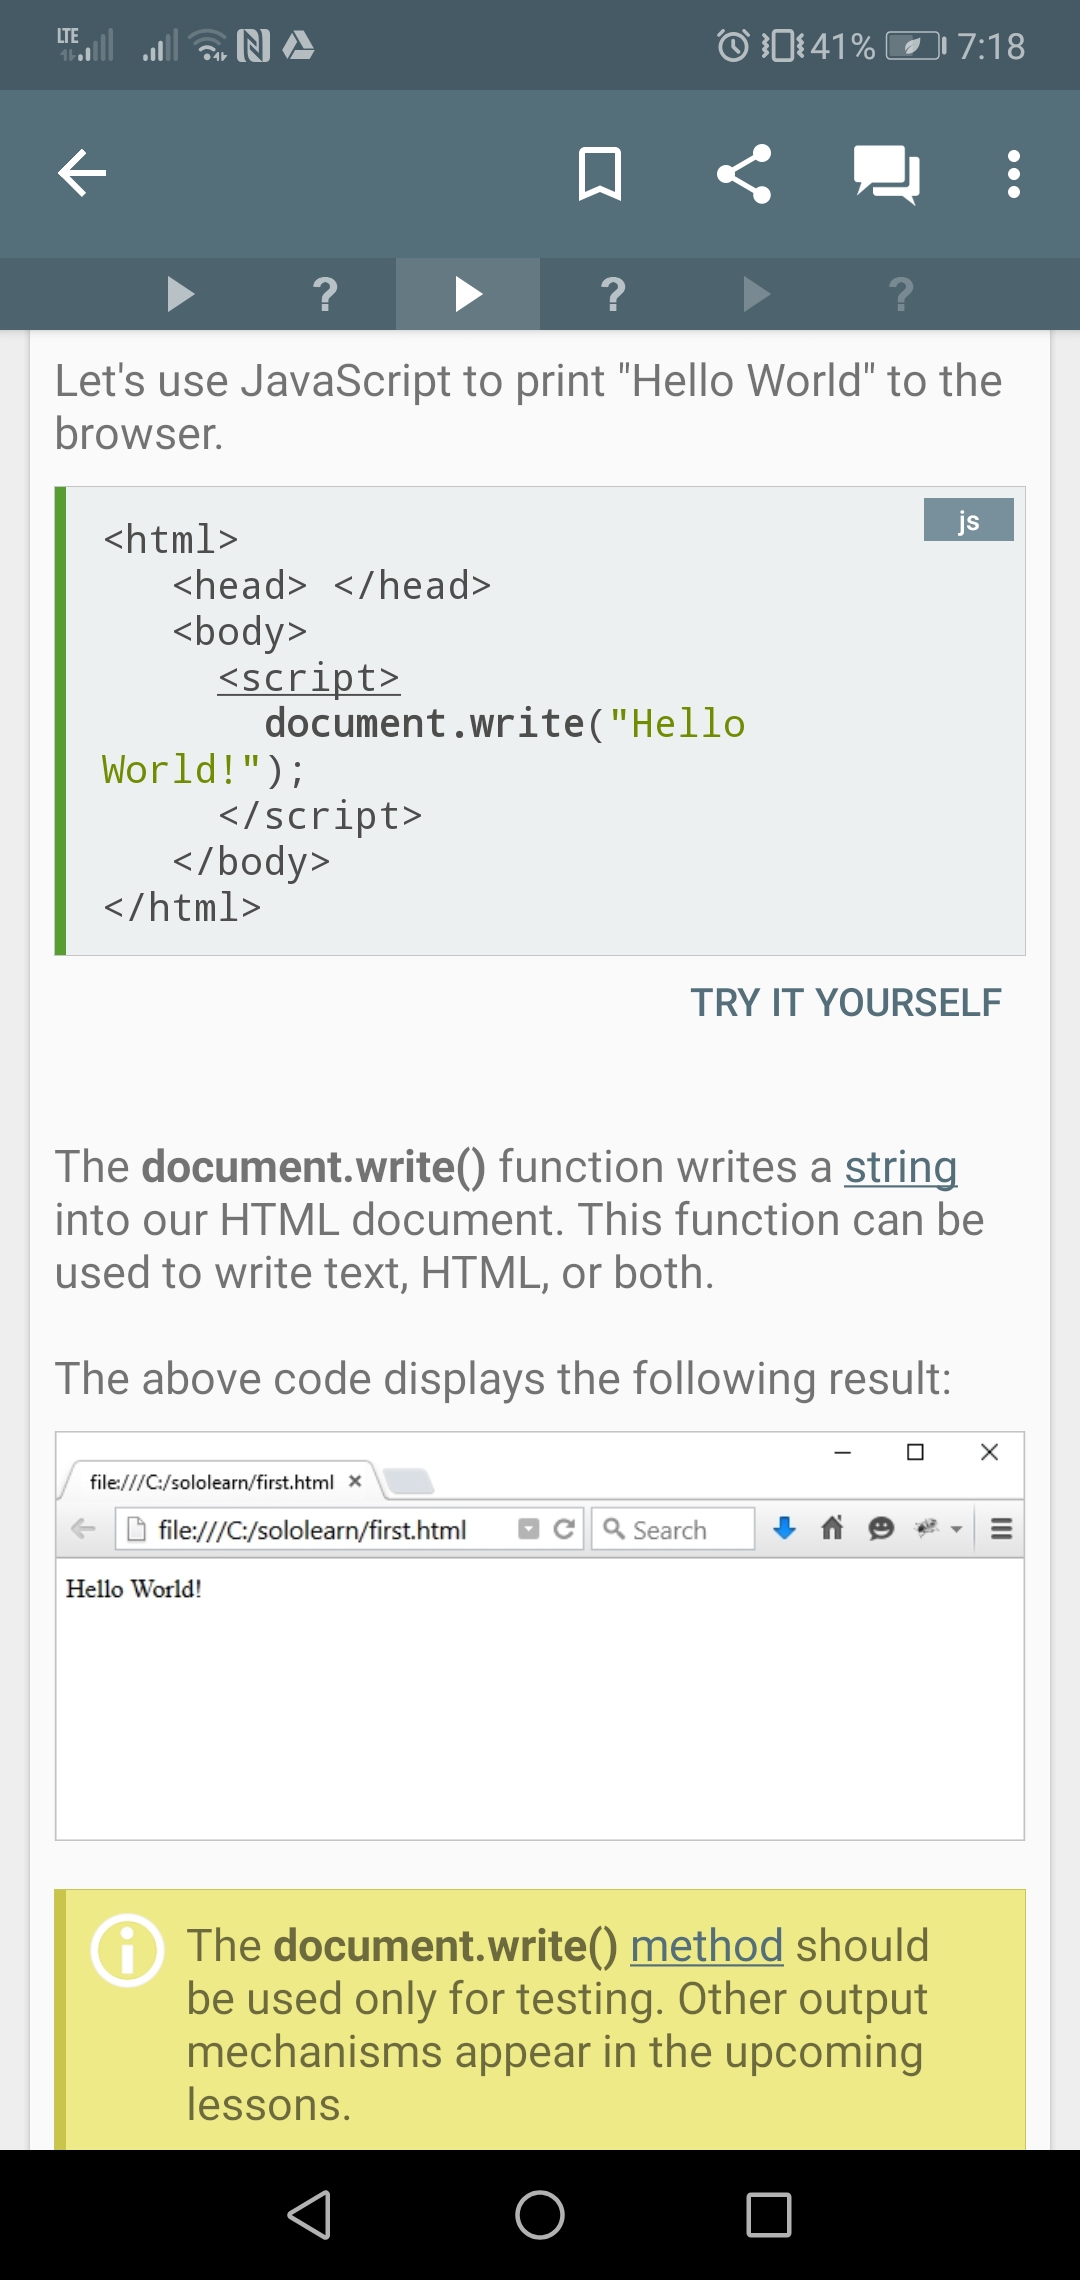 LTE 41% 7:18
? ? ?
Let's use JavaScript to print "Hello World" to the
browser.
js
<html>
<head> </head>
<body>
<script>
document.write("Hello
World!");
</script>
</body>
</html>
TRY IT YOURSELF
The document.write() function writes a string
into our HTML document. This function can be
used to write text, HTML, or both.
The above code displays the following result:
file:///C:/sololearn/first.html
file:///C:/sololearn/first.html Search
Hello World!
The document.write() method should
be used only for testing. Other output
mechanisms appear in the upcoming
lessons.